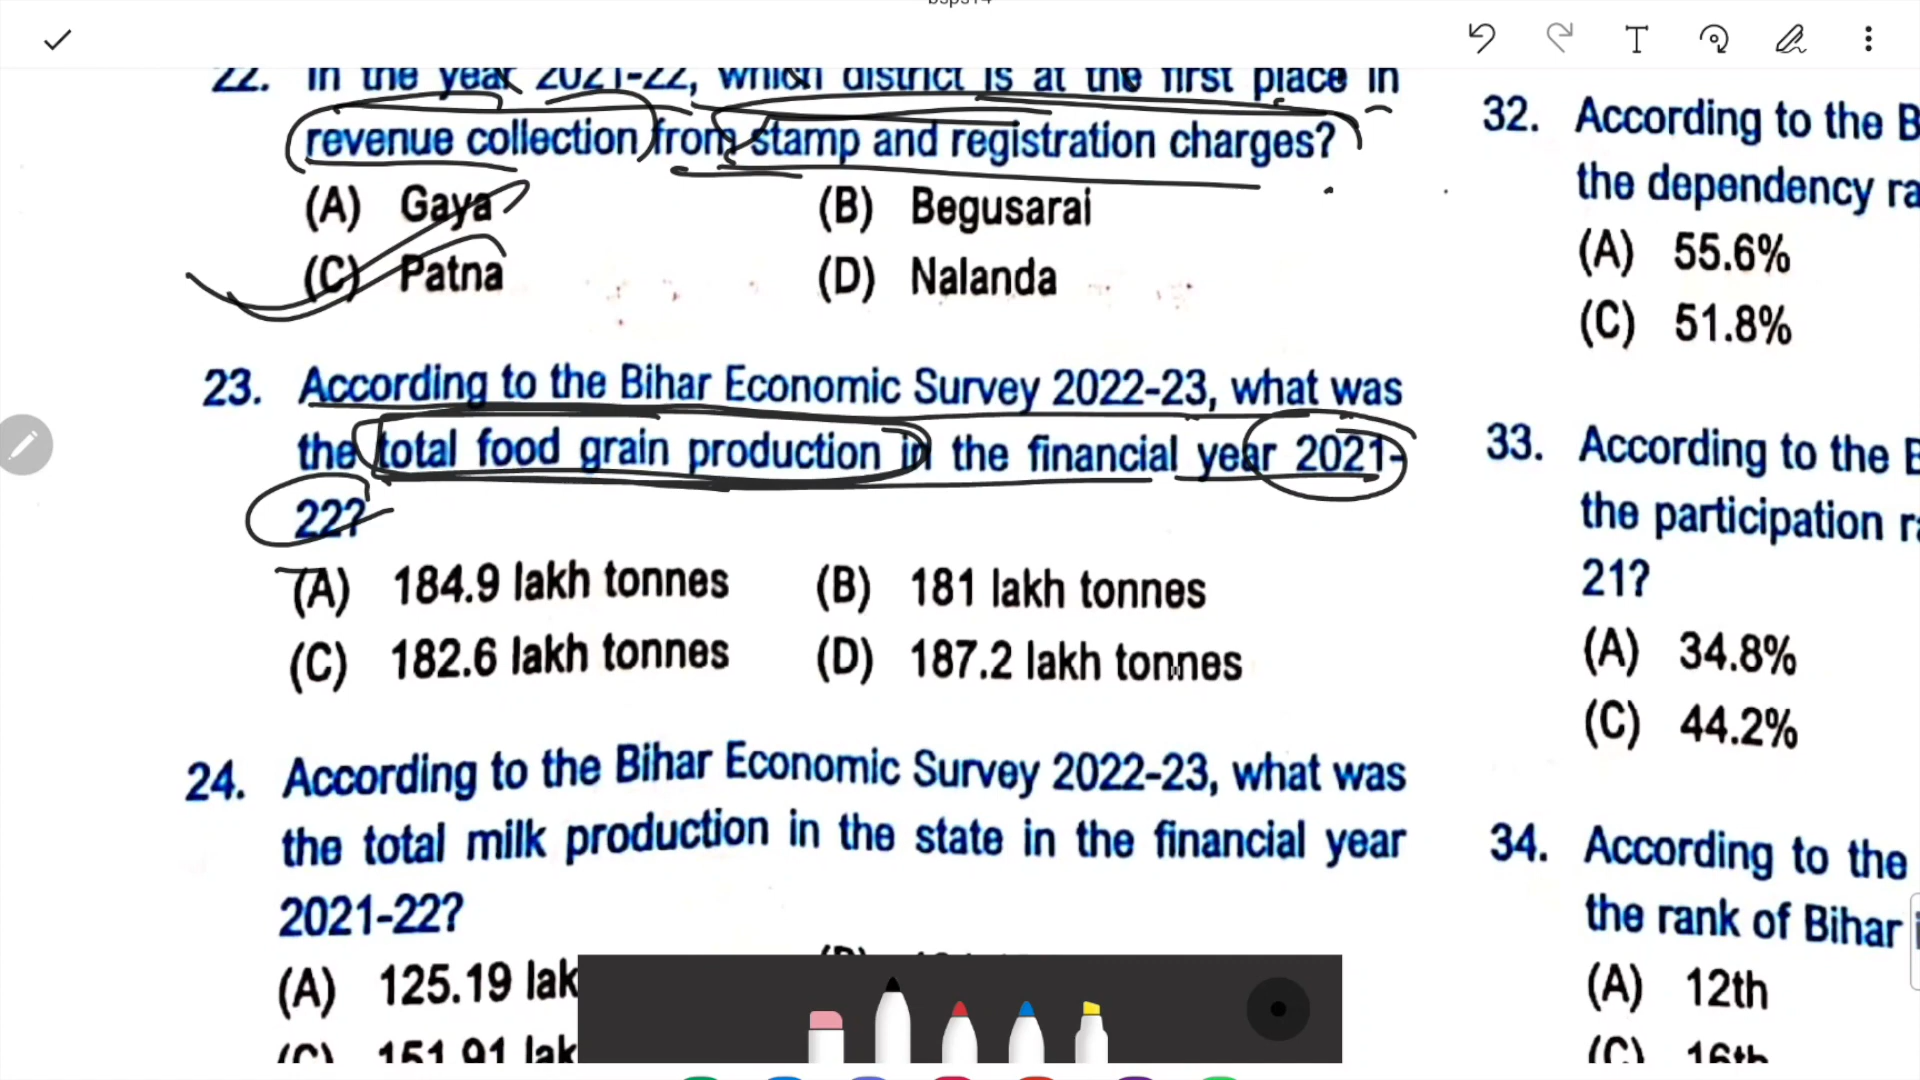 22. In the year 2021-22, which district is at the first place in
revenue collection from stamp and registration charges?
(A) Gaya (B) Begusarai
(C) Patna (D) Nalanda
23. According to the Bihar Economic Survey 2022-23, what was
the total food grain production in the financial year 2021-
22?
(A) 184.9 lakh tonnes (B) 181 lakh tonnes
(C) 182.6 lakh tonnes (D) 187.2 lakh tonnes
24. According to the Bihar Economic Survey 2022-23, what was
the total milk production in the state in the financial year
2021-22?
(A) 125.19 lak
(C) 151.91 lak
32. According to the B
the dependency ra
(A) 55.6%
(C) 51.8%
33. According to the B
the participation ra
21?
(A) 34.8%
(C) 44.2%
34. According to the
the rank of Bihar i
(A) 12th
(C) 16th